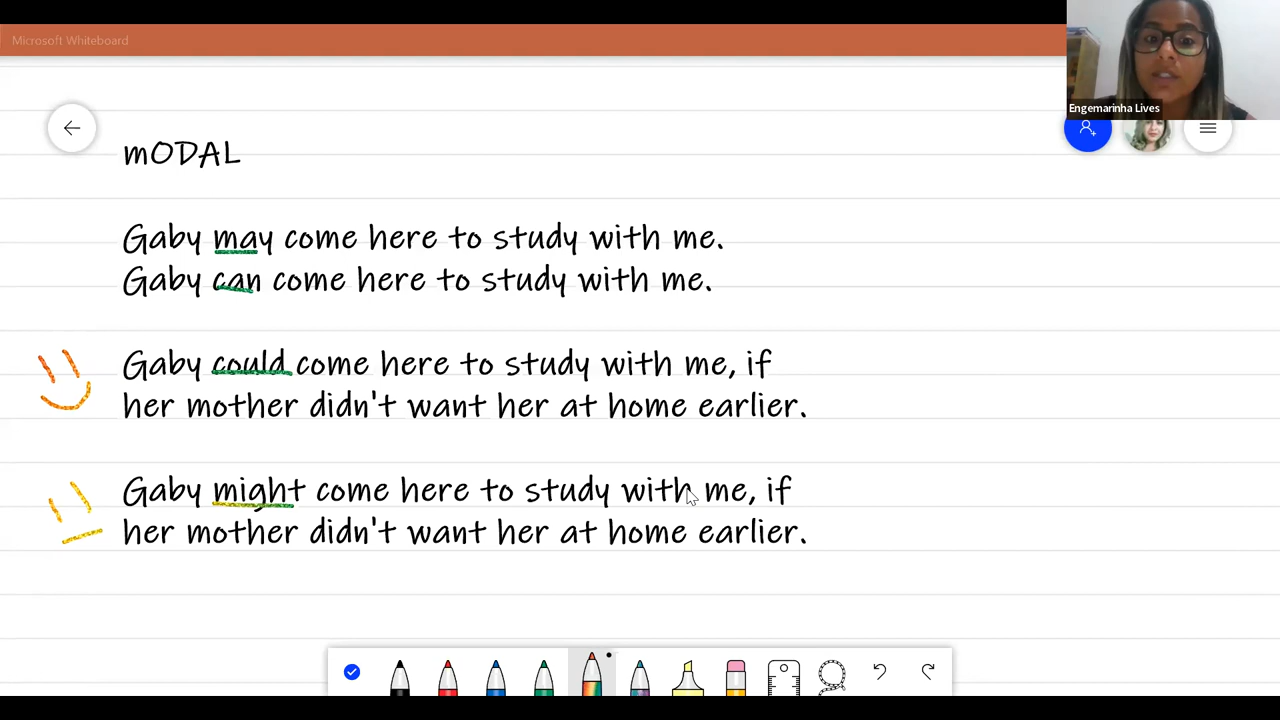 Microsoft Whiteboard
Engemarinha Lives
mODAL
Gaby may come here to study with me.
Gaby can come here to study with me.
Gaby could come here to study with me, if
her mother didn't want her at home earlier.
Gaby might come here to study with me, if
her mother didn't want her at home earlier.